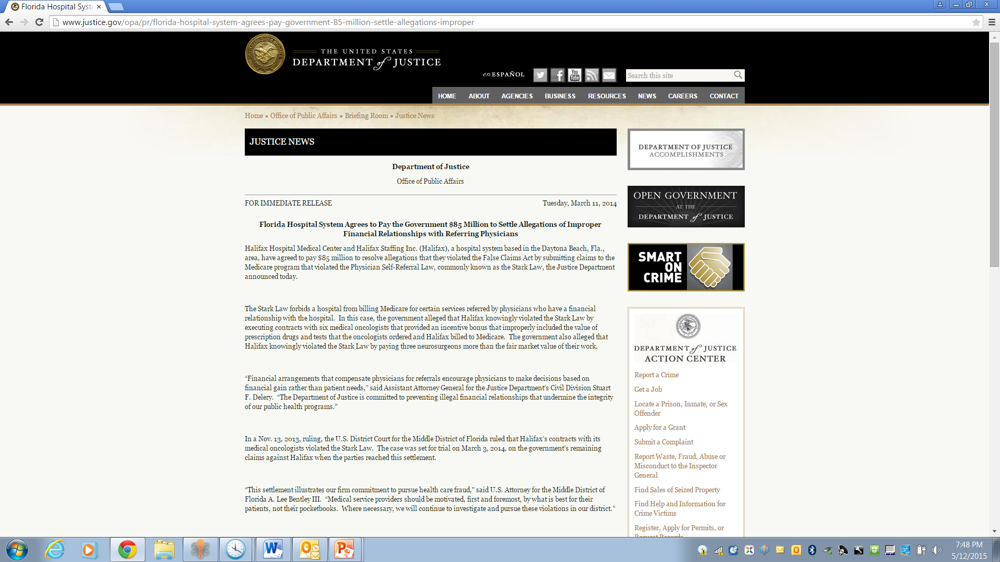 Florida Hospital Syst
www.justice.gov/opa/pr/florida-hospital-system-agrees-pay-government-85-million-settle-allegations-improper
THE UNITED STATES
DEPARTMENT of JUSTICE
en ESPAÑOL
You
Tube
Search this site
HOME ABOUT AGENCIES BUSINESS RESOURCES NEWS CAREERS CONTACT
Home » Office of Public Affairs » Briefing Room » Justice News
JUSTICE NEWS
Department of Justice
Office of Public Affairs
FOR IMMEDIATE RELEASE Tuesday, March 11, 2014
Florida Hospital System Agrees to Pay the Government $85 Million to Settle Allegations of Improper
Financial Relationships with Referring Physicians
Halifax Hospital Medical Center and Halifax Staffing Inc. (Halifax), a hospital system based in the Daytona Beach, Fla.,
area, have agreed to pay $85 million to resolve allegations that they violated the False Claims Act by submitting claims to the
Medicare program that violated the Physician Self-Referral Law, commonly known as the Stark Law, the Justice Department
announced today.
The Stark Law forbids a hospital from billing Medicare for certain services referred by physicians who have a financial
relationship with the hospital.  In this case, the government alleged that Halifax knowingly violated the Stark Law by
executing contracts with six medical oncologists that provided an incentive bonus that improperly included the value of
prescription drugs and tests that the oncologists ordered and Halifax billed to Medicare.  The government also alleged that
Halifax knowingly violated the Stark Law by paying three neurosurgeons more than the fair market value of their work.
“Financial arrangements that compensate physicians for referrals encourage physicians to make decisions based on
financial gain rather than patient needs,” said Assistant Attorney General for the Justice Department’s Civil Division Stuart
F. Delery.  “The Department of Justice is committed to preventing illegal financial relationships that undermine the integrity
of our public health programs.”
In a Nov. 13, 2013, ruling, the U.S. District Court for the Middle District of Florida ruled that Halifax’s contracts with its
medical oncologists violated the Stark Law.  The case was set for trial on March 3, 2014, on the government’s remaining
claims against Halifax when the parties reached this settlement.
“This settlement illustrates our firm commitment to pursue health care fraud," said U.S. Attorney for the Middle District of
Florida A. Lee Bentley III.  “Medical service providers should be motivated, first and foremost, by what is best for their
patients, not their pocketbooks.  Where necessary, we will continue to investigate and pursue these violations in our district.”
DEPARTMENT OF JUSTICE
ACCOMPLISHMENTS
OPEN GOVERNMENT
AT THE
DEPARTMENT of JUSTICE
SMART
ON
CRIME
DEPARTMENT of JUSTICE
ACTION CENTER
Report a Crime
Get a Job
Locate a Prison, Inmate, or Sex
Offender
Apply for a Grant
Submit a Complaint
Report Waste, Fraud, Abuse or
Misconduct to the Inspector
General
Find Sales of Seized Property
Find Help and Information for
Crime Victims
Register, Apply for Permits, or
Request Records
7:48 PM
5/12/2015